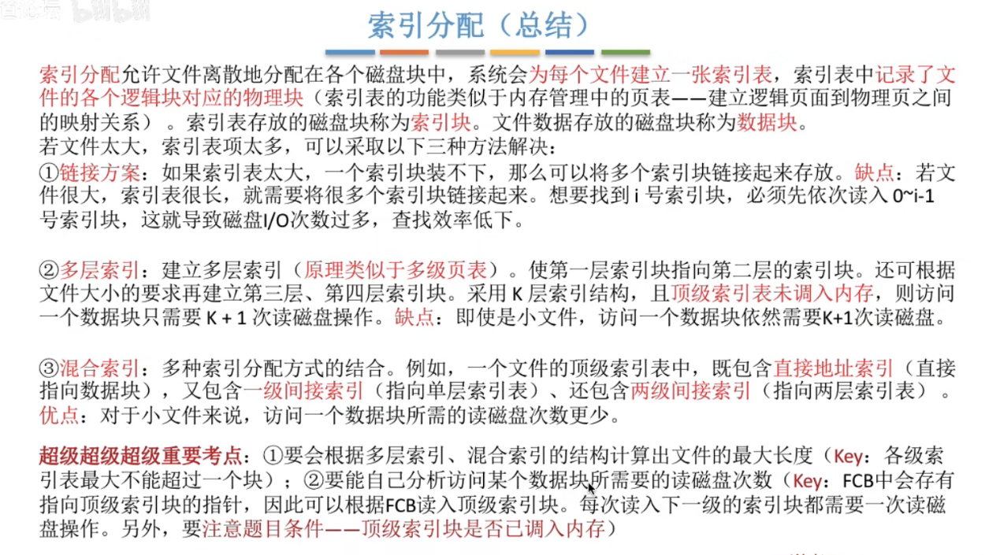 bilibili
索引分配（总结）
索引分配允许文件离散地分配在各个磁盘块中，系统会为每个文件建立一张索引表，索引表中记录了文
件的各个逻辑块对应的物理块（索引表的功能类似于内存管理中的页表——建立逻辑页面到物理页之间
的映射关系）。索引表存放的磁盘块称为索引块。文件数据存放的磁盘块称为数据块。
若文件太大，索引表项太多，可以采取以下三种方法解决：
①链接方案：如果索引表太大，一个索引块装不下，那么可以将多个索引块链接起来存放。缺点：若文
件很大，索引表很长，就需要将很多个索引块链接起来。想要找到 i 号索引块，必须先依次读入 0~i-1
号索引块，这就导致磁盘I/O次数过多，查找效率低下。
②多层索引：建立多层索引（原理类似于多级页表）。使第一层索引块指向第二层的索引块。还可根据
文件大小的要求再建立第三层、第四层索引块。采用 K 层索引结构，且顶级索引表未调入内存，则访问
一个数据块只需要 K + 1 次读磁盘操作。缺点：即使是小文件，访问一个数据块依然需要K+1次读磁盘。
③混合索引：多种索引分配方式的结合。例如，一个文件的顶级索引表中，既包含直接地址索引（直接
指向数据块），又包含一级间接索引（指向单层索引表）、还包含两级间接索引（指向两层索引表）。
优点：对于小文件来说，访问一个数据块所需的读磁盘次数更少。
超级超级超级重要考点：①要会根据多层索引、混合索引的结构计算出文件的最大长度（Key：各级索
引表最大不能超过一个块）；②要能自己分析访问某个数据块所需要的读磁盘次数（Key：FCB中会存有
指向顶级索引块的指针，因此可以根据FCB读入顶级索引块。每次读入下一级的索引块都需要一次读磁
盘操作。另外，要注意题目条件——顶级索引块是否已调入内存）